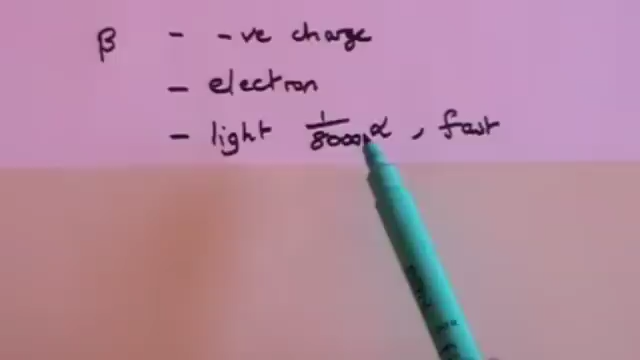 β - -ve charge
- electron
- light 1/8000 α, fast